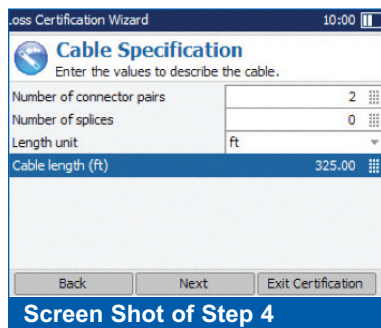 Loss Certification Wizard 10:00
Cable Specification
Enter the values to describe the cable.
Number of connector pairs 2
Number of splices 0
Length unit ft
Cable length (ft) 325.00
Back Next Exit Certification
Screen Shot of Step 4